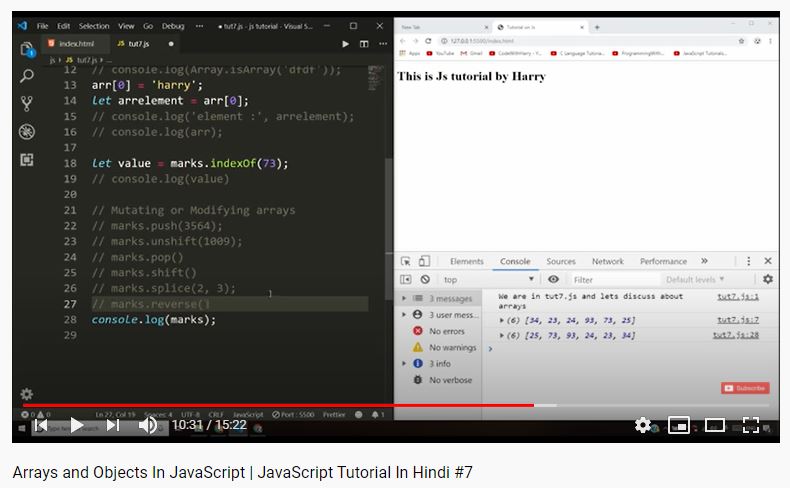 File Edit Selection View Go Debug ··· • tut7.js - js tutorial - Visual S...
index.html JS tut7.js
js > JS tut7.js > ...
12 // console.log(Array.isArray('dfdf'));
13 arr[0] = 'harry';
14 let arrelement = arr[0];
15 // console.log('element :', arrelement);
16 // console.log(arr);
17
18 let value = marks.indexOf(73);
19 // console.log(value)
20
21 // Mutating or Modifying arrays
22 // marks.push(3564);
23 // marks.unshift(1009);
24 // marks.pop()
25 // marks.shift()
26 // marks.splice(2, 3);
27 // marks.reverse()
28 console.log(marks);
29
0 0 Ln 27, Col 19 Spaces: 4 UTF-8 CRLF JavaScript Port : 5500 Prettier 1
New Tab Tutorial on Js
127.0.0.1:5500/index.html
Apps YouTube M Gmail CodeWithHarry - Y... C Language Tutoria... ProgrammingWith... JavaScript Tutorials...
This is Js tutorial by Harry
Elements Console Sources Network Performance »
top Filter Default levels
3 messages
3 user mess...
No errors
No warnings
3 info
No verbose
We are in tut7.js and lets discuss about arrays tut7.js:1
(6) [34, 23, 24, 93, 73, 25] tut7.js:7
(6) [25, 73, 93, 24, 23, 34] tut7.js:28
Subscribe
10:31 / 15:22
Arrays and Objects In JavaScript | JavaScript Tutorial In Hindi #7